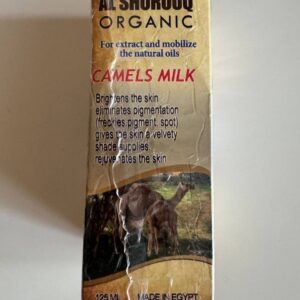 AL SHOROOQ
ORGANIC
For extract and mobilize
the natural oils
CAMELS MILK
Brightens the skin
eliminates pigmentation
(freckles pigment, spot)
gives the skin a velvety
shade supplies,
rejuvenates the skin
125 ML MADE IN EGYPT